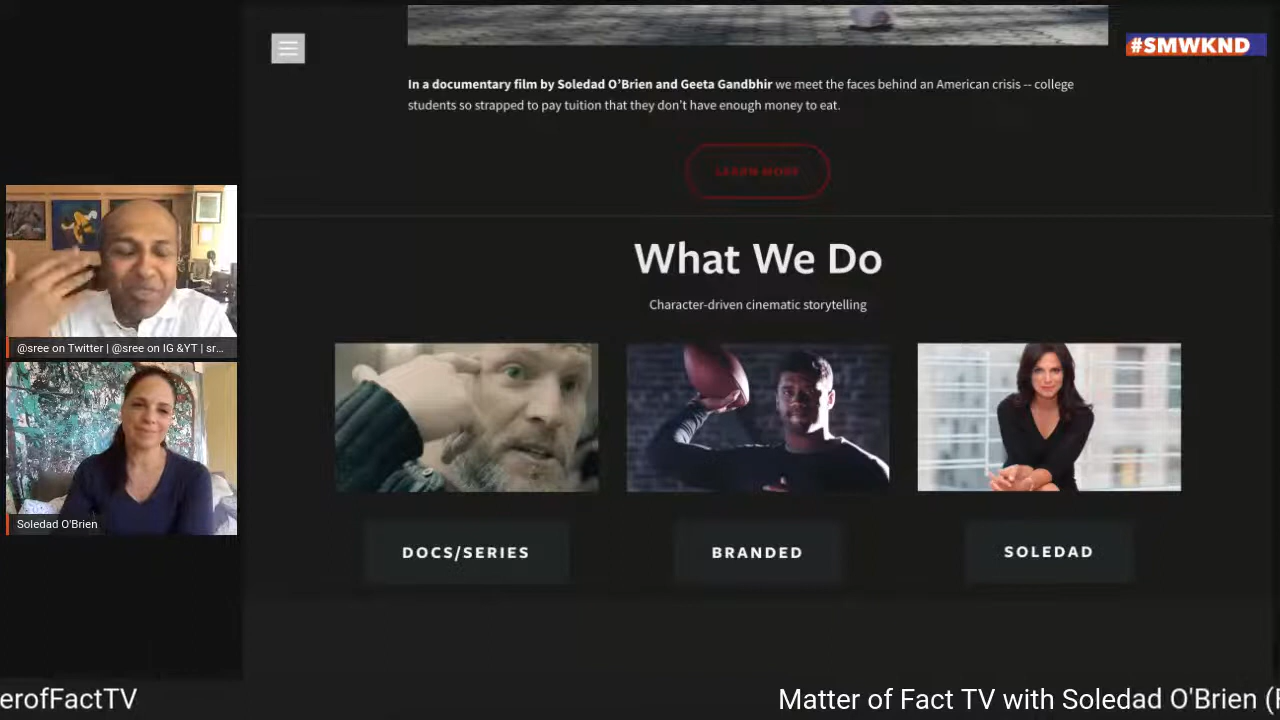 #SMWKND
In a documentary film by Soledad O'Brien and Geeta Gandbhir we meet the faces behind an American crisis -- college
students so strapped to pay tuition that they don't have enough money to eat.
LEARN MORE
What We Do
Character-driven cinematic storytelling
@sree on Twitter | @sree on IG &YT | sr...
Soledad O'Brien
DOCS/SERIES
BRANDED
SOLEDAD
erofFactTV
Matter of Fact TV with Soledad O'Brien (